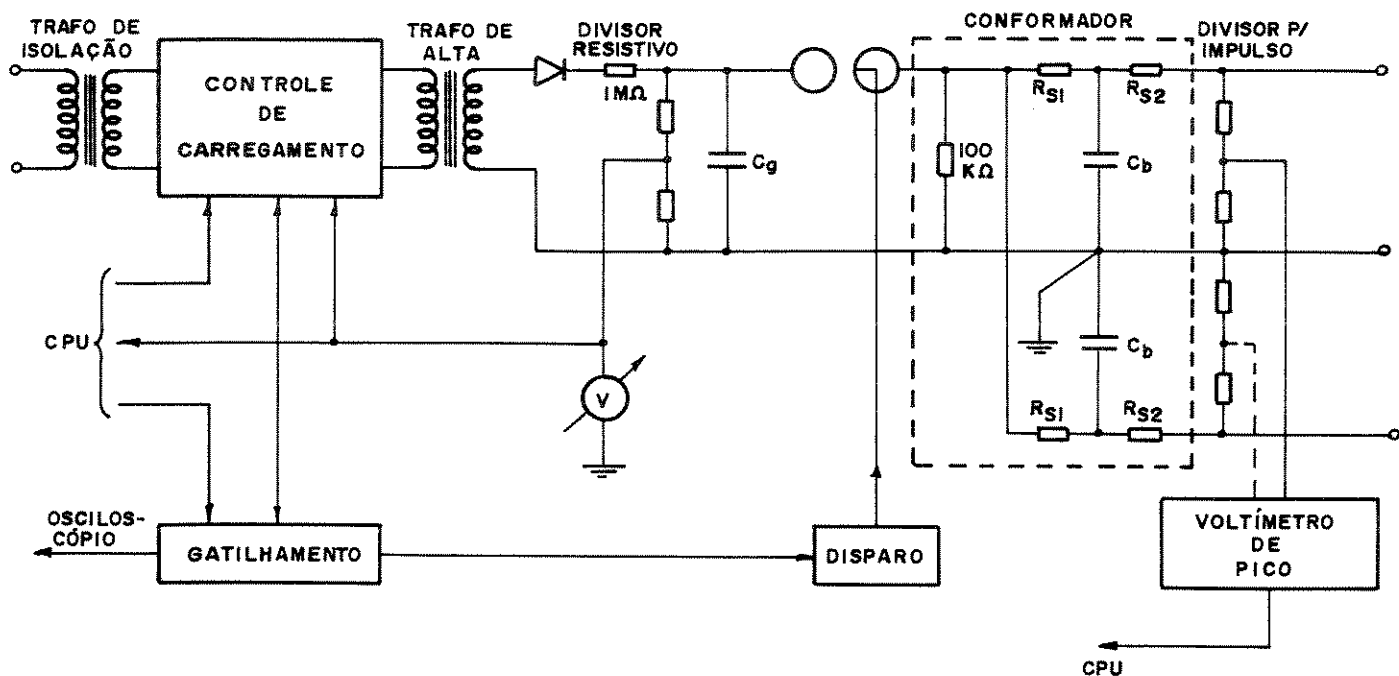 TRAFO DE
ISOLAÇÃO
CONTROLE
DE
CARREGAMENTO
TRAFO DE
ALTA
DIVISOR
RESISTIVO
1MΩ
Cg
CONFORMADOR
RS1
RS2
100
KΩ
Cb
DIVISOR P/
IMPULSO
CPU
V
Cb
RS1
RS2
OSCILOS-
CÓPIO
GATILHAMENTO
DISPARO
VOLTÍMETRO
DE
PICO
CPU